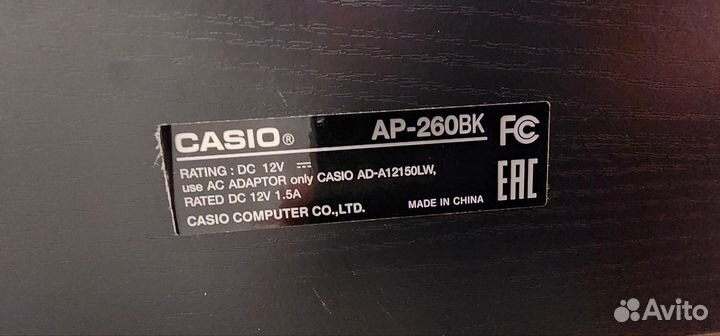 CASIO® AP-260BK FC
RATING : DC 12V ⎓
use AC ADAPTOR only CASIO AD-A12150LW,
RATED DC 12V 1.5A
CASIO COMPUTER CO.,LTD. MADE IN CHINA EAC
Avito